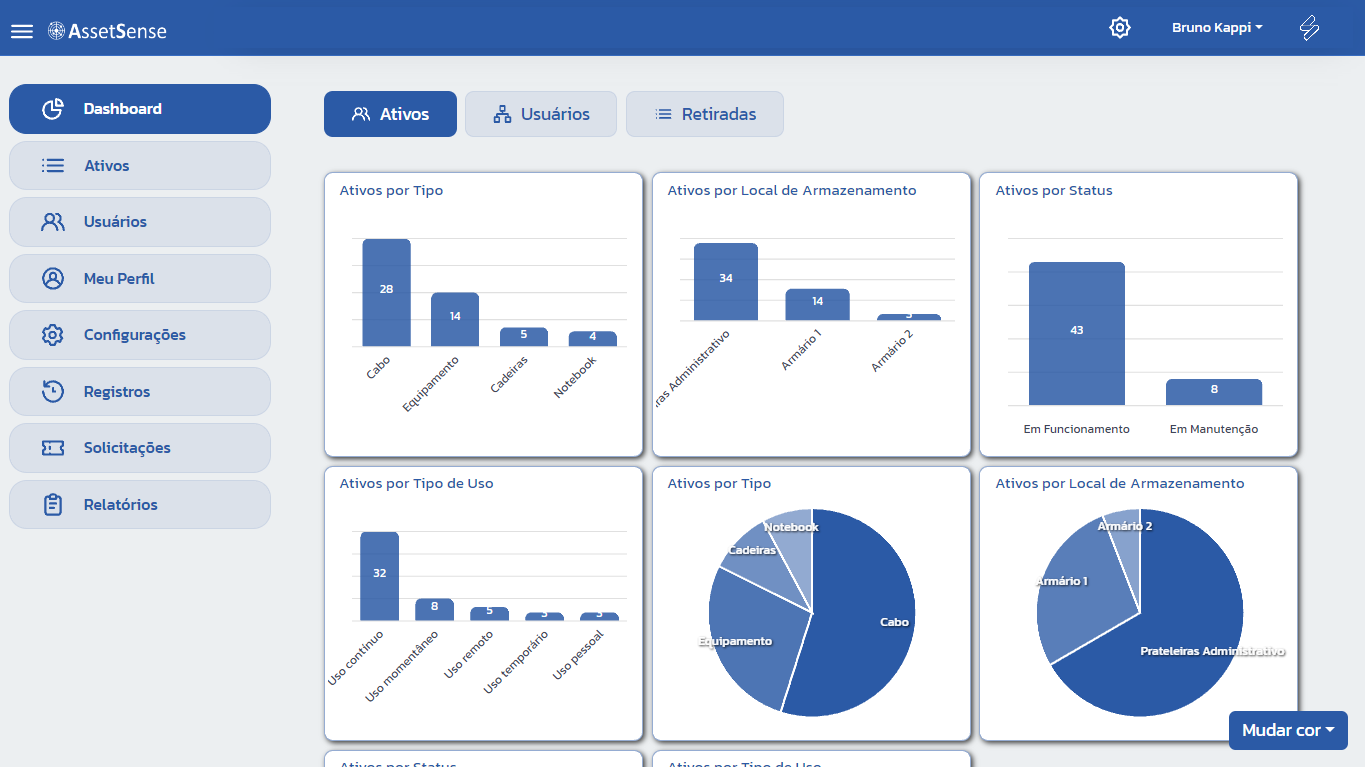 AssetSense
Bruno Kappi
Dashboard
Ativos
Usuários
Meu Perfil
Configurações
Registros
Solicitações
Relatórios
Ativos
Usuários
Retiradas
Ativos por Tipo
28
14
5
4
Cabo
Equipamento
Cadeiras
Notebook
Ativos por Local de Armazenamento
34
14
3
Administrativo
Armário 1
Armário 2
Ativos por Status
43
8
Em Funcionamento
Em Manutenção
Ativos por Tipo de Uso
32
8
5
3
3
Uso contínuo
Uso momentâneo
Uso remoto
Uso temporário
Uso pessoal
Ativos por Tipo
Notebook
Cadeiras
Equipamento
Cabo
Ativos por Local de Armazenamento
Armário 2
Armário 1
Prateleiras Administrativo
Mudar cor
Ativos por Status
Ativos por Tipo de Uso